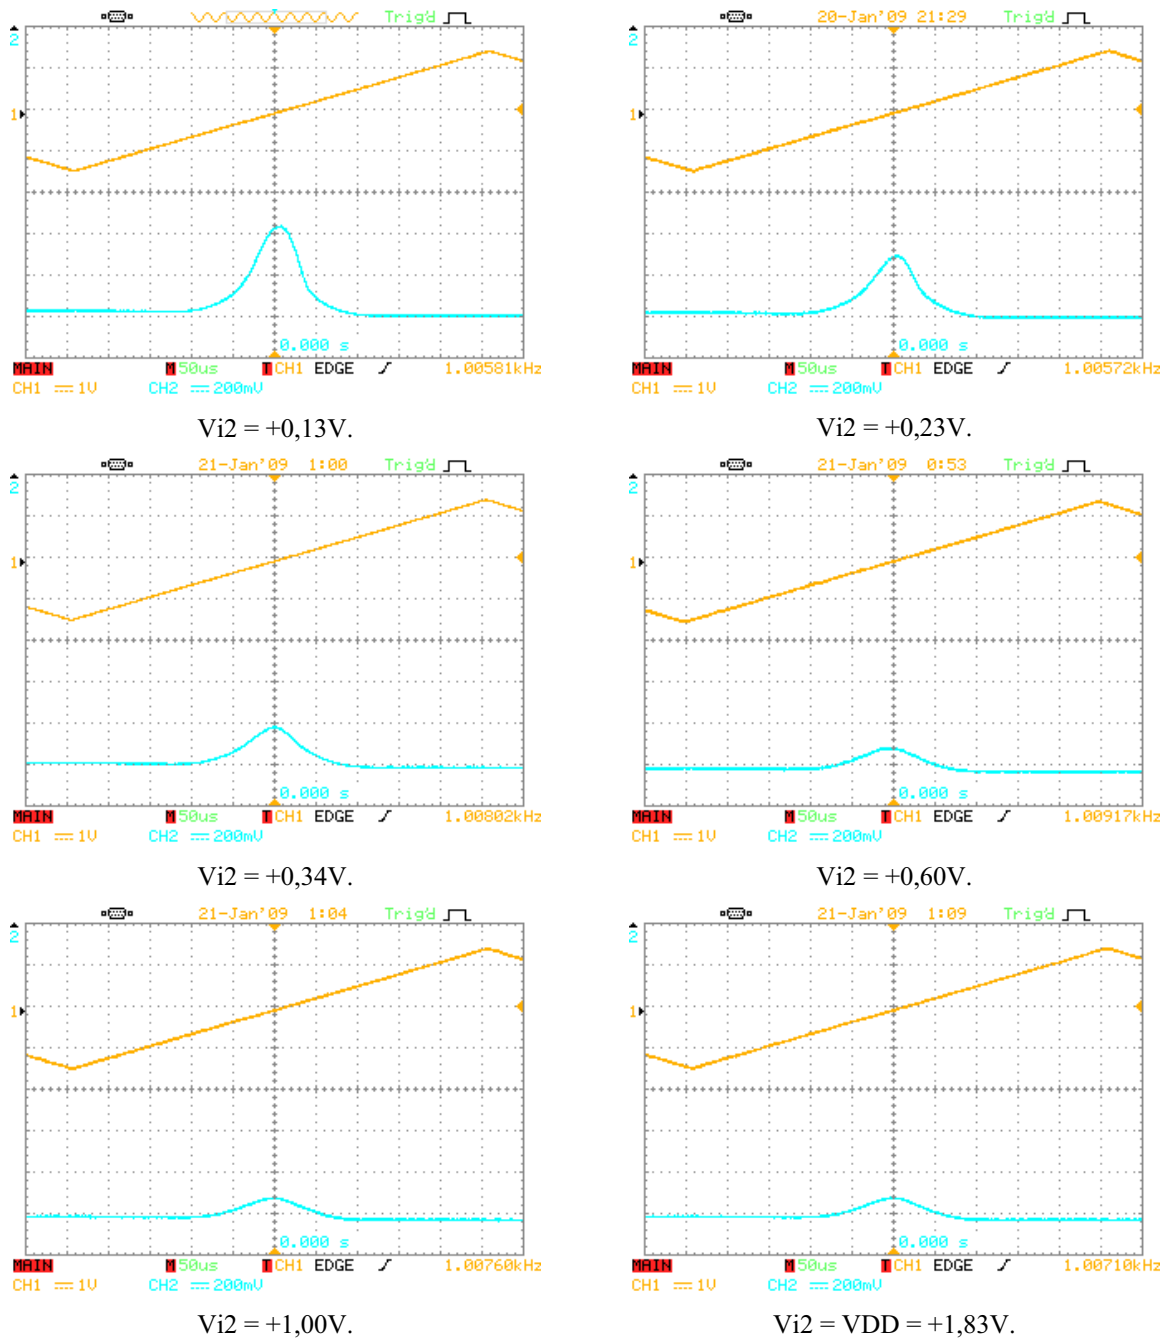 Trig'd
20-Jan'09 21:29 Trig'd
2
2
1
1
0.000 s
0.000 s
MAIN M 50us T CH1 EDGE 1.00581kHz
MAIN M 50us T CH1 EDGE 1.00572kHz
CH1 1V CH2 200mV
CH1 1V CH2 200mV
Vi2 = +0,13V.
Vi2 = +0,23V.
21-Jan'09 1:00 Trig'd
21-Jan'09 0:53 Trig'd
2
2
1
1
0.000 s
0.000 s
MAIN M 50us T CH1 EDGE 1.00802kHz
MAIN M 50us T CH1 EDGE 1.00917kHz
CH1 1V CH2 200mV
CH1 1V CH2 200mV
Vi2 = +0,34V.
Vi2 = +0,60V.
21-Jan'09 1:04 Trig'd
21-Jan'09 1:09 Trig'd
2
2
1
1
0.000 s
0.000 s
MAIN M 50us T CH1 EDGE 1.00760kHz
MAIN M 50us T CH1 EDGE 1.00710kHz
CH1 1V CH2 200mV
CH1 1V CH2 200mV
Vi2 = +1,00V.
Vi2 = VDD = +1,83V.